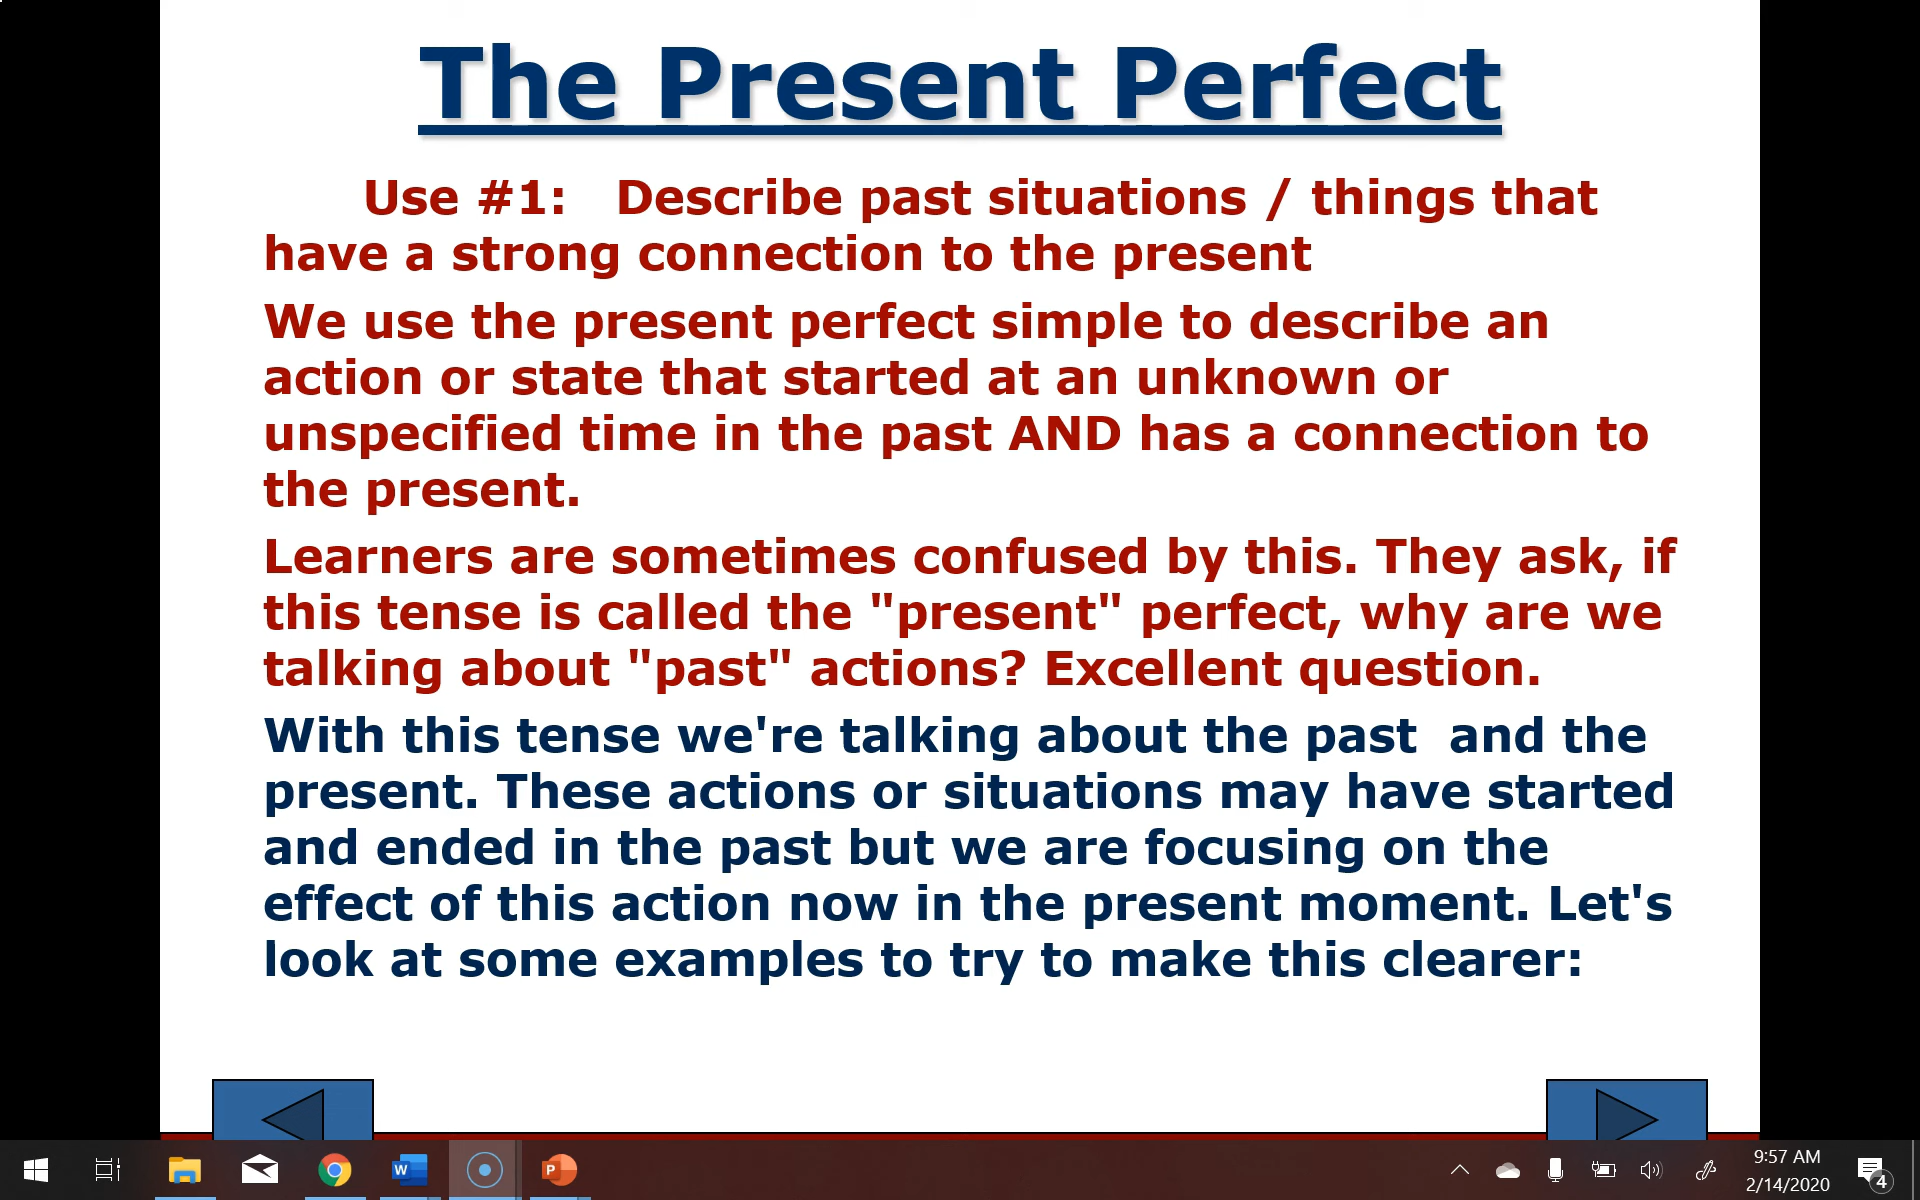 The Present Perfect
Use #1:   Describe past situations / things that
have a strong connection to the present
We use the present perfect simple to describe an
action or state that started at an unknown or
unspecified time in the past AND has a connection to
the present.
Learners are sometimes confused by this. They ask, if
this tense is called the "present" perfect, why are we
talking about "past" actions? Excellent question.
With this tense we're talking about the past  and the
present. These actions or situations may have started
and ended in the past but we are focusing on the
effect of this action now in the present moment. Let's
look at some examples to try to make this clearer:
W
P
9:57 AM
2/14/2020
4